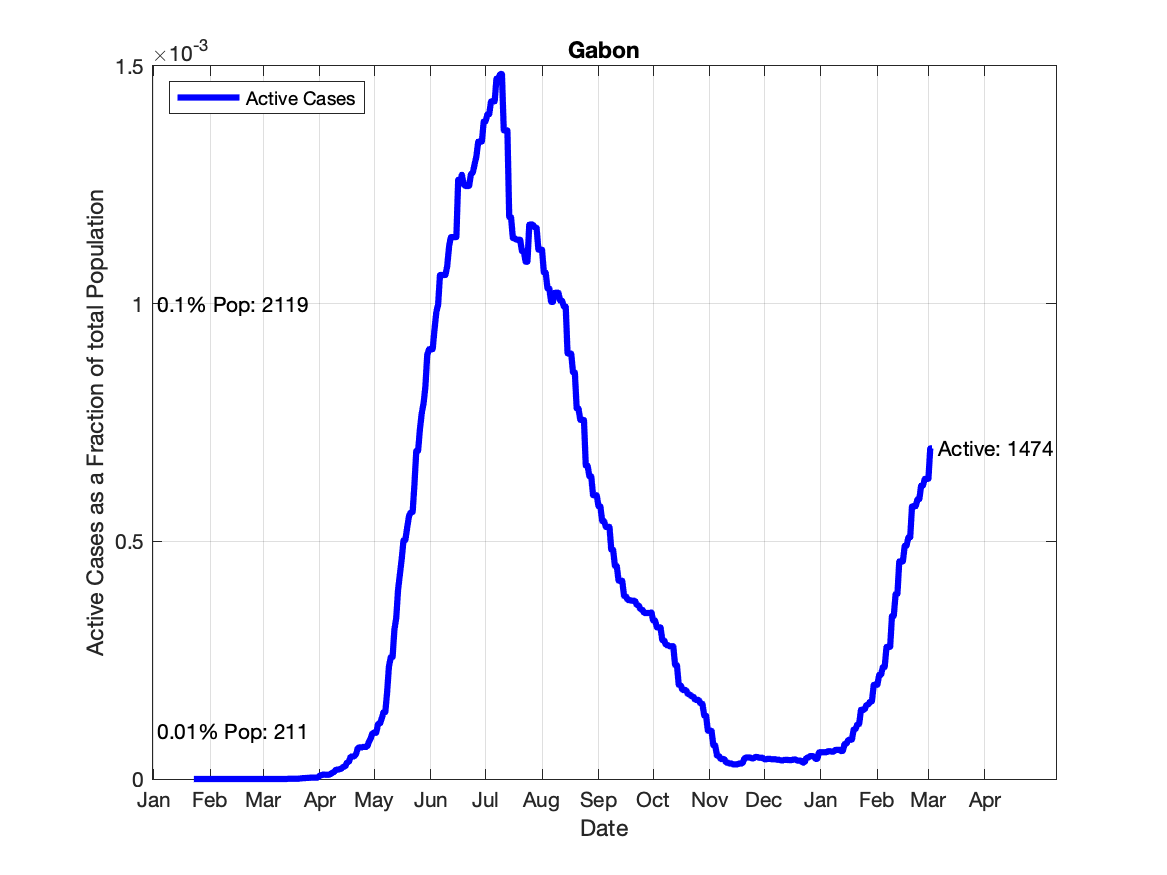 Gabon
×10-3
1.5
1
0.5
0
Active Cases
0.1% Pop: 2119
0.01% Pop: 211
Active: 1474
Active Cases as a Fraction of total Population
Jan Feb Mar Apr May Jun Jul Aug Sep Oct Nov Dec Jan Feb Mar Apr
Date